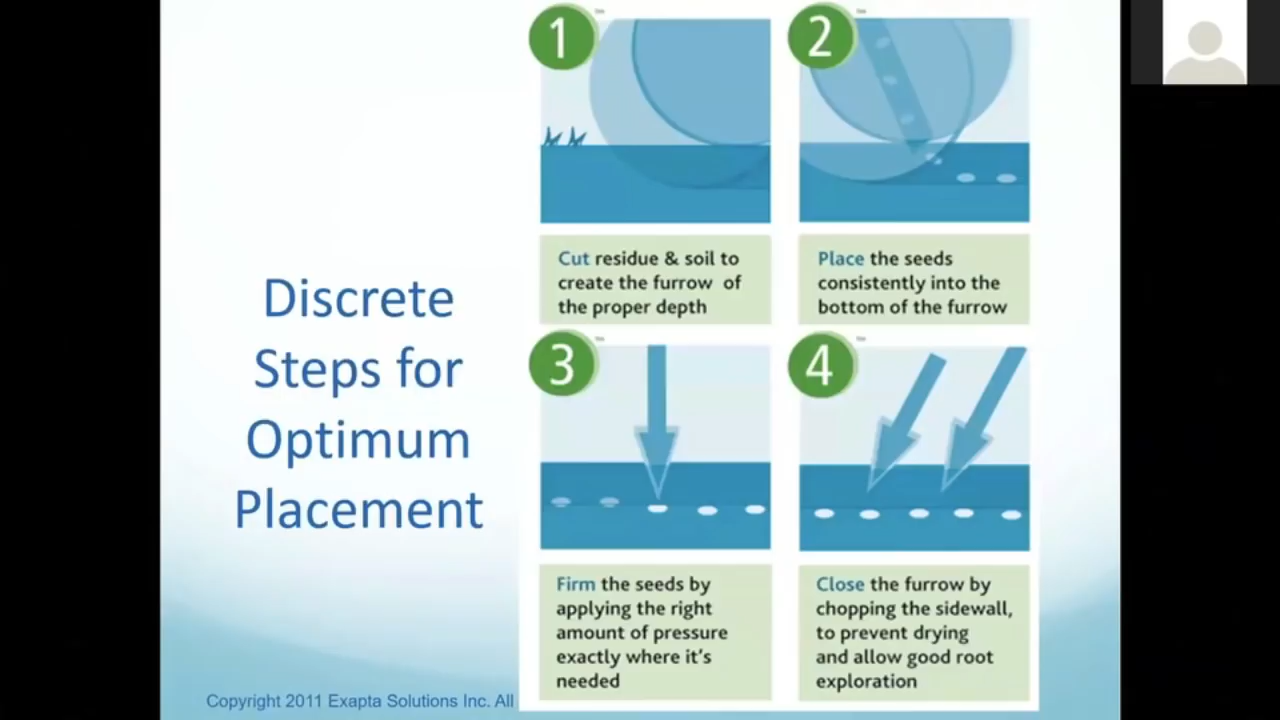 Discrete
Steps for
Optimum
Placement
1
Cut residue & soil to
create the furrow of
the proper depth
2
Place the seeds
consistently into the
bottom of the furrow
3
Firm the seeds by
applying the right
amount of pressure
exactly where it's
needed
4
Close the furrow by
chopping the sidewall,
to prevent drying
and allow good root
exploration
Copyright 2011 Exapta Solutions Inc. All